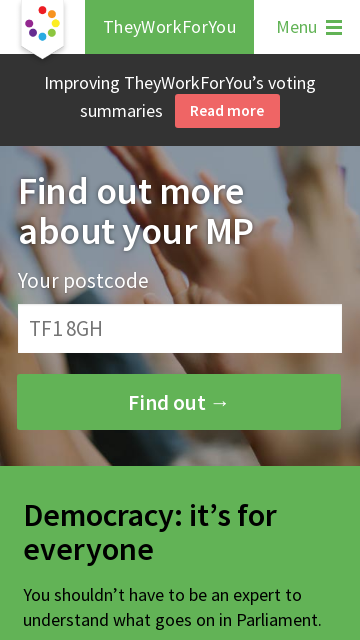 TheyWorkForYou
Menu
Improving TheyWorkForYou’s voting
summaries Read more
Find out more
about your MP
Your postcode
TF1 8GH
Find out →
Democracy: it’s for
everyone
You shouldn’t have to be an expert to
understand what goes on in Parliament.